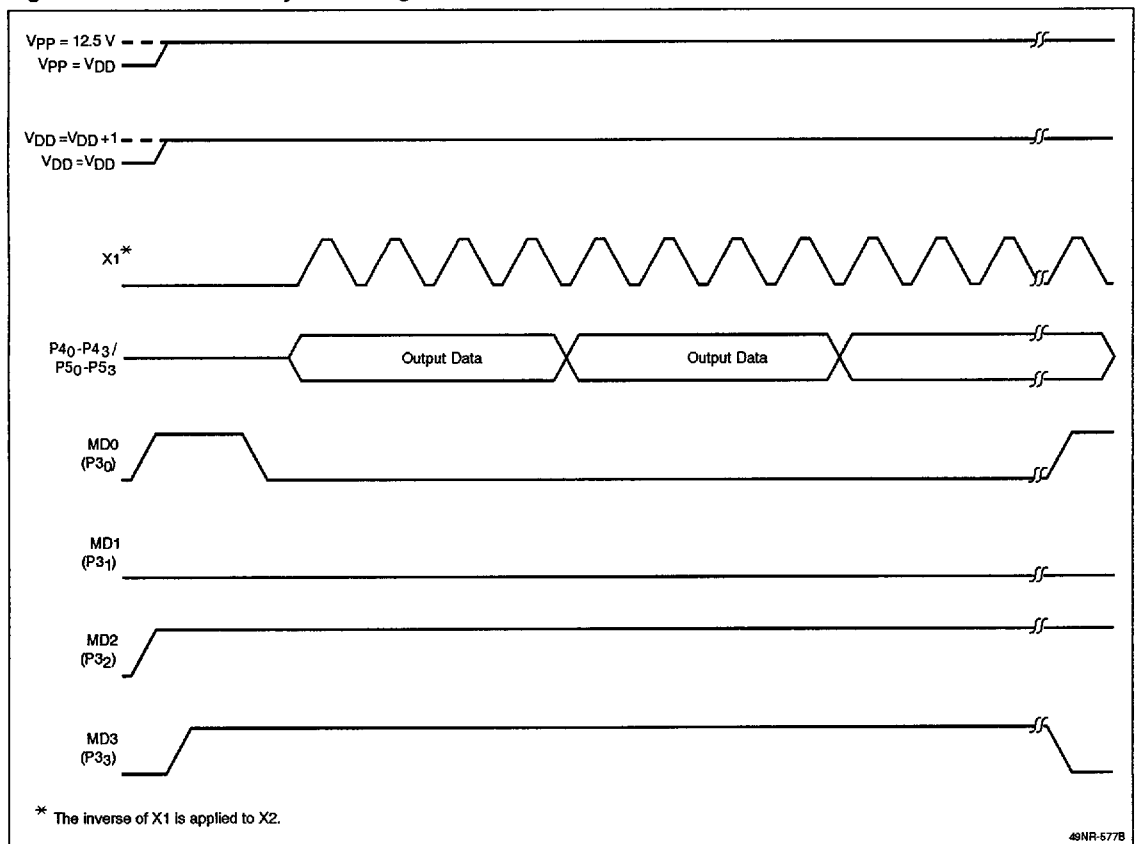 VPP = 12.5 V
VPP = VDD
VDD =VDD +1
VDD =VDD
X1*
P40-P43 /
P50-P53
Output Data
Output Data
MD0
(P30)
MD1
(P31)
MD2
(P32)
MD3
(P33)
* The inverse of X1 is applied to X2.
49NR-577B